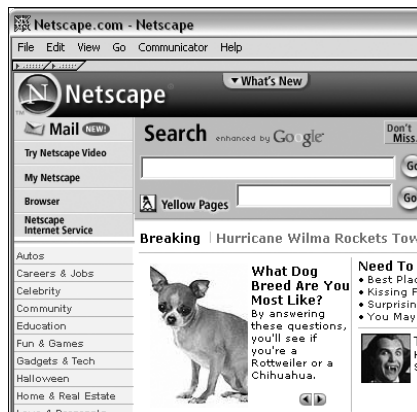 Netscape.com - Netscape
File Edit View Go Communicator Help
What's New
N Netscape
Mail NEW!
Search enhanced by Google
Don't
Miss
Try Netscape Video
My Netscape
Go
Browser
Yellow Pages
Go
Netscape
Internet Service
Breaking Hurricane Wilma Rockets
Autos
Careers & Jobs
Celebrity
Community
Education
Fun & Games
Gadgets & Tech
Halloween
Home & Real Estate
What Dog
Breed Are You
Most Like?
By answering
these questions,
you'll see if
you're a
Rottweiler or a
Chihuahua.
Need To
• Best
• Kissing
• 
• You May